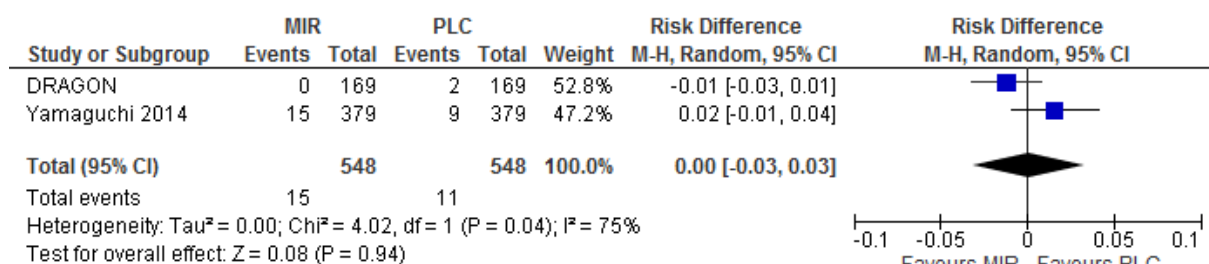 MIR PLC Risk Difference Risk Difference
Study or Subgroup Events Total Events Total Weight M-H, Random, 95% CI M-H, Random, 95% CI
DRAGON 0 169 2 169 52.8% -0.01 [-0.03, 0.01]
Yamaguchi 2014 15 379 9 379 47.2% 0.02 [-0.01, 0.04]
Total (95% CI) 548 548 100.0% 0.00 [-0.03, 0.03]
Total events 15 11
Heterogeneity: Tau² = 0.00; Chi² = 4.02, df = 1 (P = 0.04); I² = 75%
Test for overall effect: Z = 0.08 (P = 0.94)
-0.1 -0.05 0 0.05 0.1
Favours MIR Favours PLC